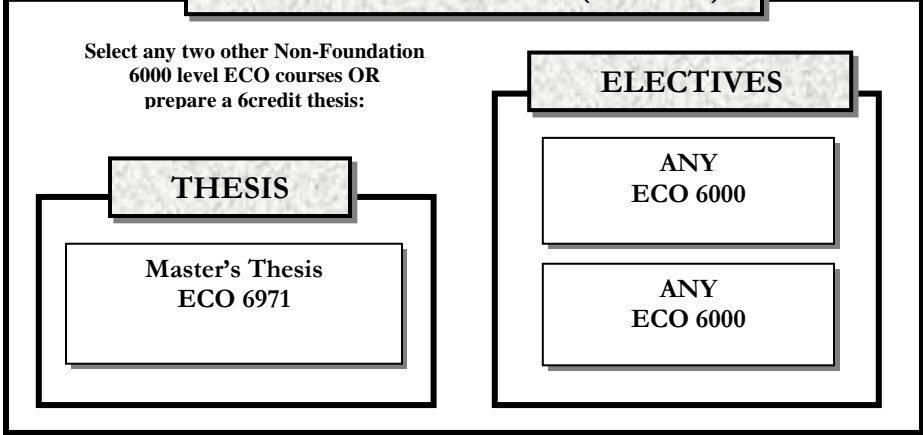 Select any two other Non-Foundation
6000 level ECO courses OR
prepare a 6credit thesis:
ELECTIVES
ANY
ECO 6000
ANY
ECO 6000
THESIS
Master's Thesis
ECO 6971